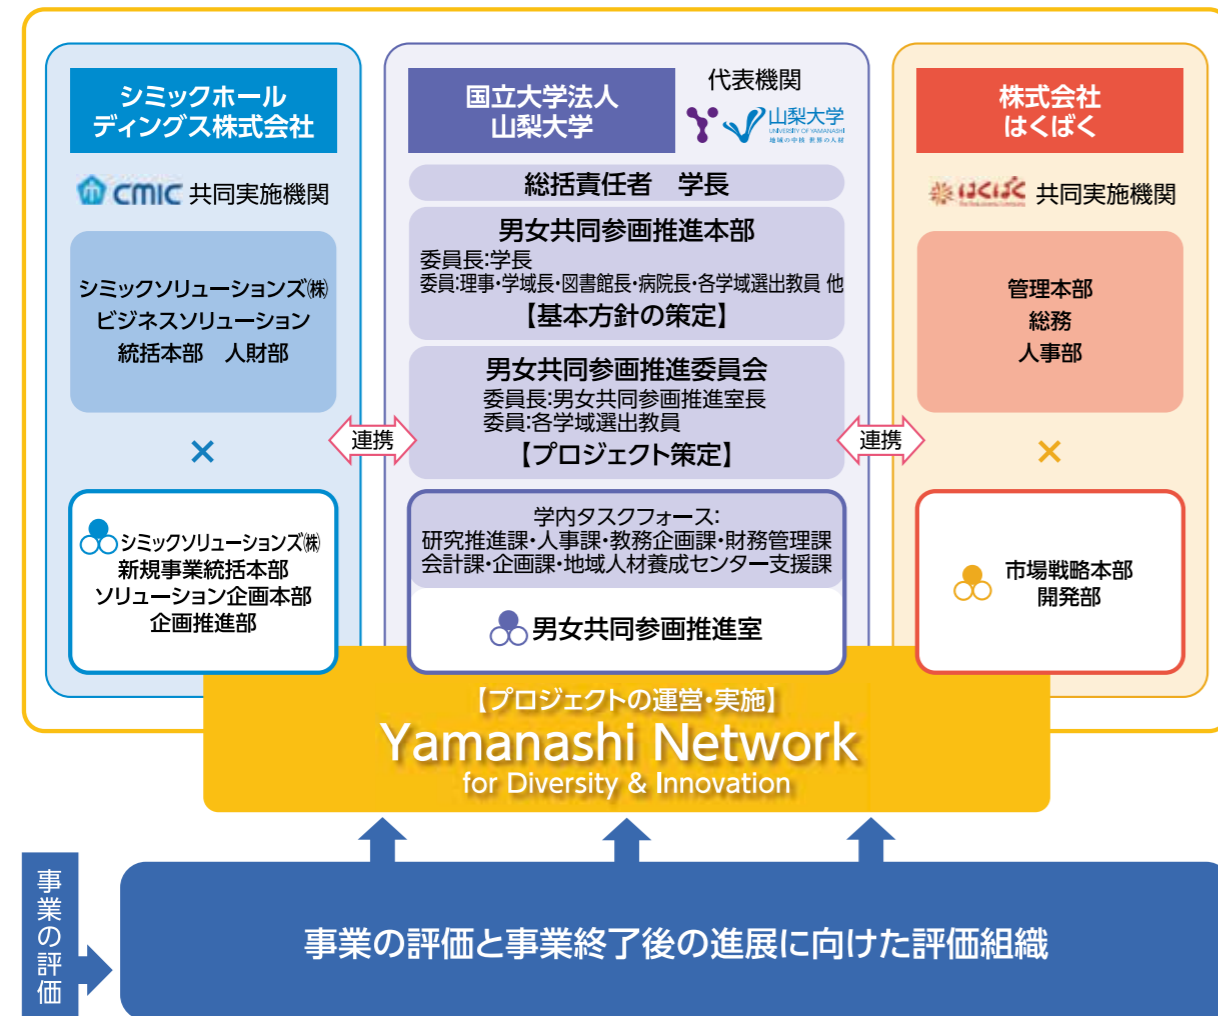 シミックホール
ディングス株式会社
CMIC 共同実施機関
シミックソリューションズ㈱
ビジネスソリューション
統括本部　人財部
×
シミックソリューションズ㈱
新規事業統括本部
ソリューション企画本部
企画推進部
連携
国立大学法人
山梨大学
代表機関
山梨大学
UNIVERSITY OF YAMANASHI
地域の中核 世界の人材
総括責任者　学長
男女共同参画推進本部
委員長:学長
委員:理事・学域長・図書館長・病院長・各学域選出教員 他
【基本方針の策定】
男女共同参画推進委員会
委員長:男女共同参画推進室長
委員:各学域選出教員
【プロジェクト策定】
学内タスクフォース:
研究推進課・人事課・教務企画課・財務管理課
会計課・企画課・地域人材養成センター支援課
男女共同参画推進室
連携
株式会社
はくばく
はくばく 共同実施機関
管理本部
総務
人事部
×
市場戦略本部
開発部
【プロジェクトの運営・実施】
Yamanashi Network
for Diversity & Innovation
事業の評価
事業の評価と事業終了後の進展に向けた評価組織